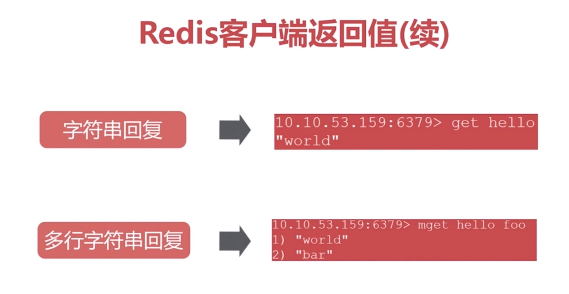 Redis客户端返回值(续)
字符串回复
10.10.53.159:6379> get hello
"world"
多行字符串回复
10.10.53.159:6379> mget hello foo
1) "world"
2) "bar"